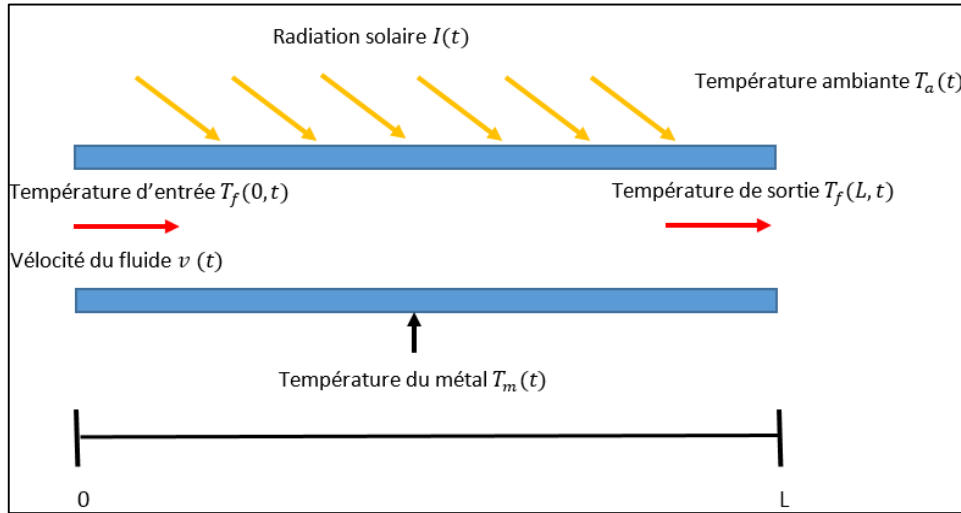 Radiation solaire I(t)
Température ambiante T_a(t)
Température d'entrée T_f(0, t)
Température de sortie T_f(L, t)
Vélocité du fluide v (t)
Température du métal T_m(t)
0
L